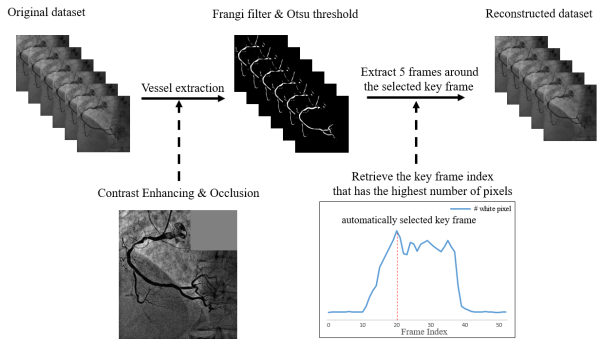 Original dataset
Frangi filter & Otsu threshold
Reconstructed dataset
Vessel extraction
Extract 5 frames around
the selected key frame
Contrast Enhancing & Occlusion
Retrieve the key frame index
that has the highest number of pixels
# white pixel
automatically selected key frame
0 10 20 30 40 50
Frame Index